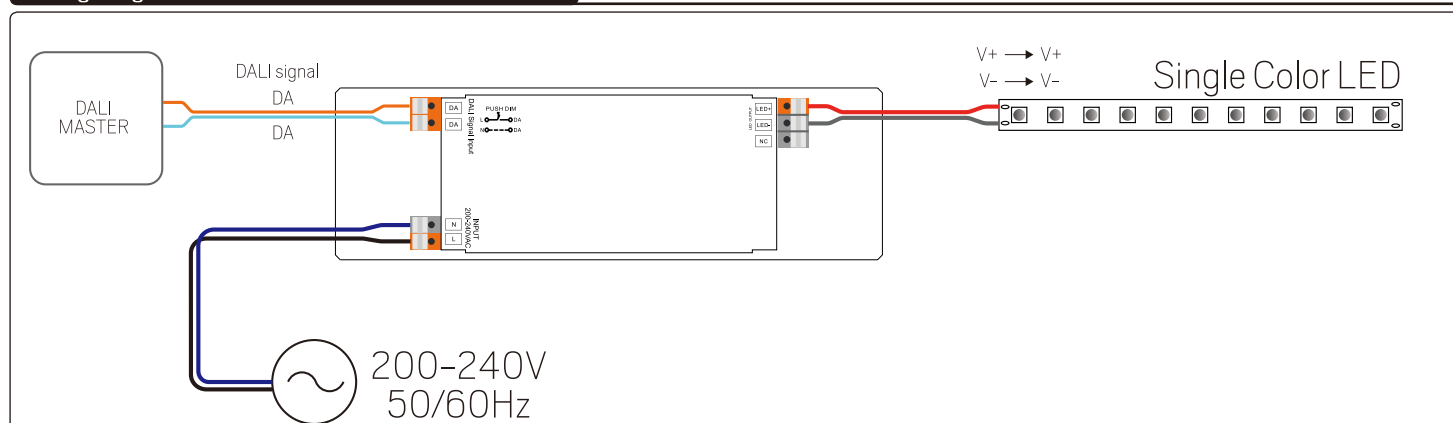 DALI
MASTER
DALI signal
DA
DA
DA
DA
DALI Signal Input
PUSH DIM
L DA
N DA
INPUT
200-240VAC
N
L
LED+
LED-
NC
V+ → V+
V- → V-
Single Color LED
200-240V
50/60Hz